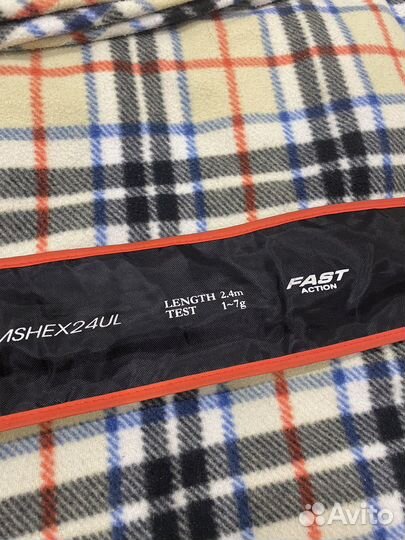 MSHEX24UL
LENGTH 2.4m
TEST 1~7g
FAST
ACTION
Avito